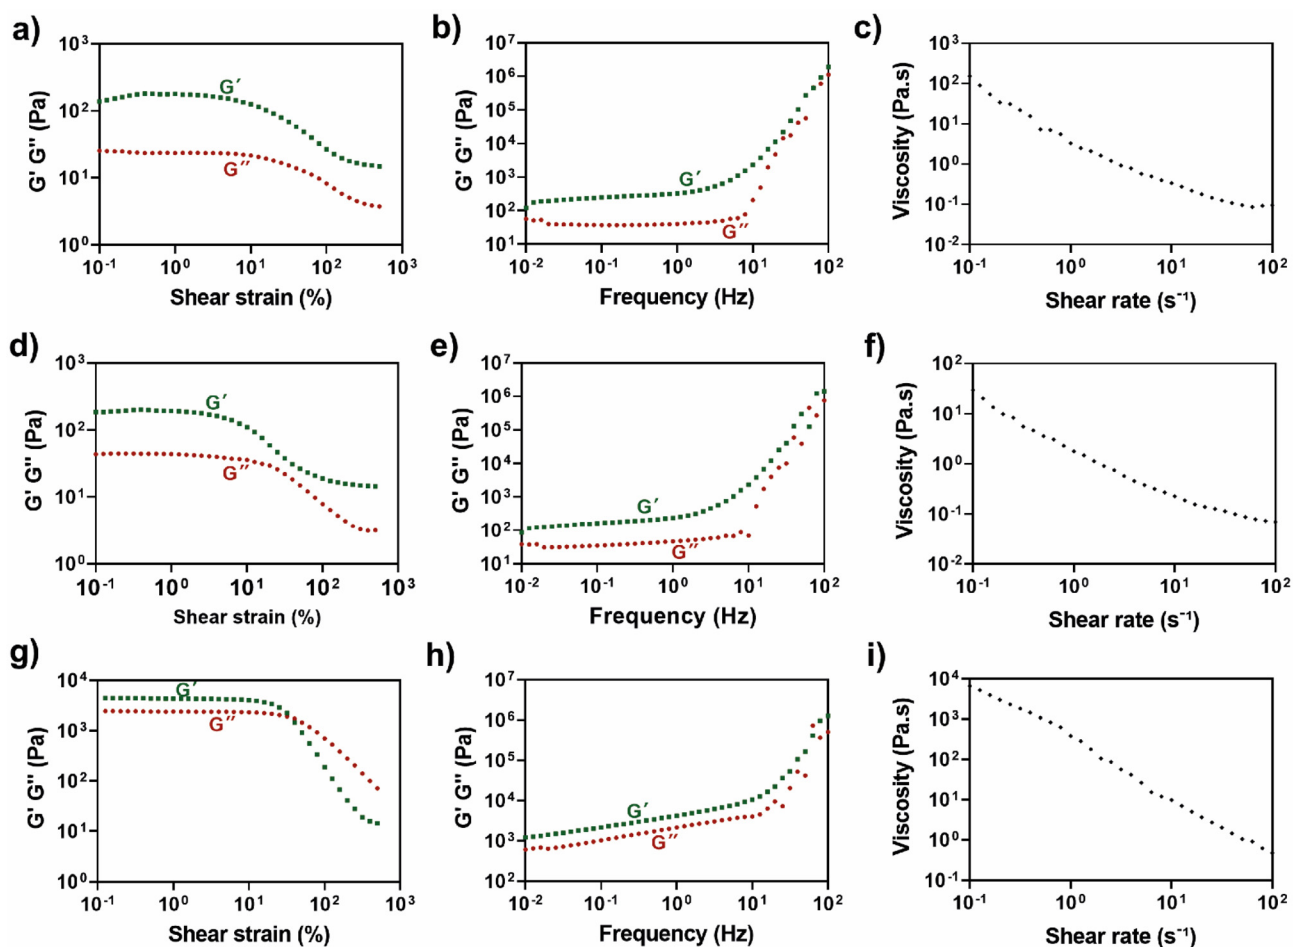 a)
10³
10²
10¹
10⁰
G' G'' (Pa)
G′
G″
10⁻¹ 10⁰ 10¹ 10² 10³
Shear strain (%)
b)
10⁷
10⁶
10⁵
10⁴
10³
10²
10¹
G' G'' (Pa)
G′
G″
10⁻² 10⁻¹ 10⁰ 10¹ 10²
Frequency (Hz)
c)
10³
10²
10¹
10⁰
10⁻¹
10⁻²
Viscosity (Pa.s)
10⁻¹ 10⁰ 10¹ 10²
Shear rate (s⁻¹)
d)
10³
10²
10¹
10⁰
G' G'' (Pa)
G′
G″
10⁻¹ 10⁰ 10¹ 10² 10³
Shear strain (%)
e)
10⁷
10⁶
10⁵
10⁴
10³
10²
10¹
G' G'' (Pa)
G′
G″
10⁻² 10⁻¹ 10⁰ 10¹ 10²
Frequency (Hz)
f)
10²
10¹
10⁰
10⁻¹
10⁻²
Viscosity (Pa.s)
10⁻¹ 10⁰ 10¹ 10²
Shear rate (s⁻¹)
g)
10⁴
10³
10²
10¹
10⁰
G' G'' (Pa)
G′
G″
10⁻¹ 10⁰ 10¹ 10² 10³
Shear strain (%)
h)
10⁷
10⁶
10⁵
10⁴
10³
10²
G' G'' (Pa)
G′
G″
10⁻² 10⁻¹ 10⁰ 10¹ 10²
Frequency (Hz)
i)
10⁴
10³
10²
10¹
10⁰
10⁻¹
Viscosity (Pa.s)
10⁻¹ 10⁰ 10¹ 10²
Shear rate (s⁻¹)